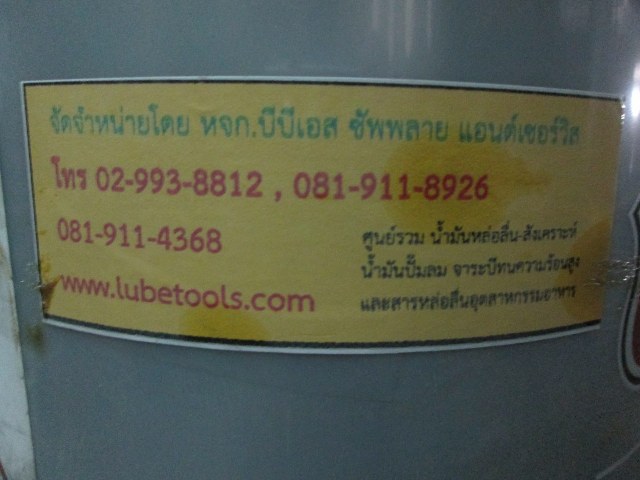 จัดจำหน่ายโดย หจก.บีบีเอส ซัพพลาย แอนด์เซอร์วิส
โทร 02-993-8812 , 081-911-8926
081-911-4368
www.lubetools.com
ศูนย์รวม น้ำมันหล่อลื่น-สังเคราะห์
น้ำมันปั๊มลม จาระบีทนความร้อนสูง
และสารหล่อลื่นอุตสาหกรรมอาหาร